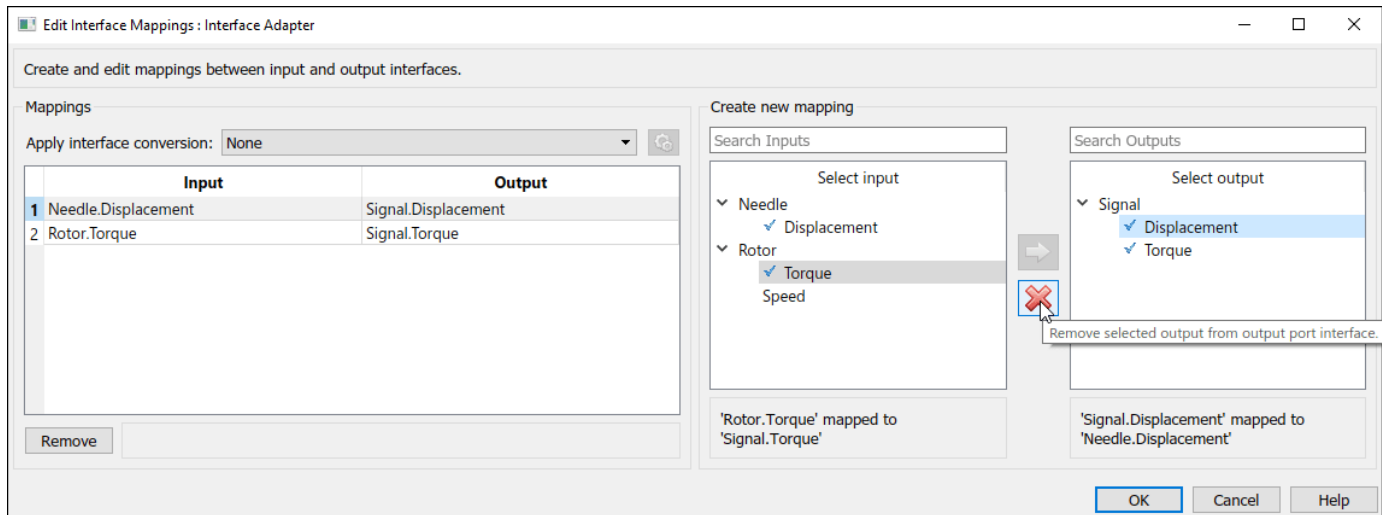 Edit Interface Mappings : Interface Adapter
Create and edit mappings between input and output interfaces.
Mappings
Apply interface conversion: None
Input Output
1 Needle.Displacement Signal.Displacement
2 Rotor.Torque Signal.Torque
Remove
Create new mapping
Search Inputs
Select input
Needle
Displacement
Rotor
Torque
Speed
'Rotor.Torque' mapped to
'Signal.Torque'
Search Outputs
Select output
Signal
Displacement
Torque
Remove selected output from output port interface.
'Signal.Displacement' mapped to
'Needle.Displacement'
OK Cancel Help